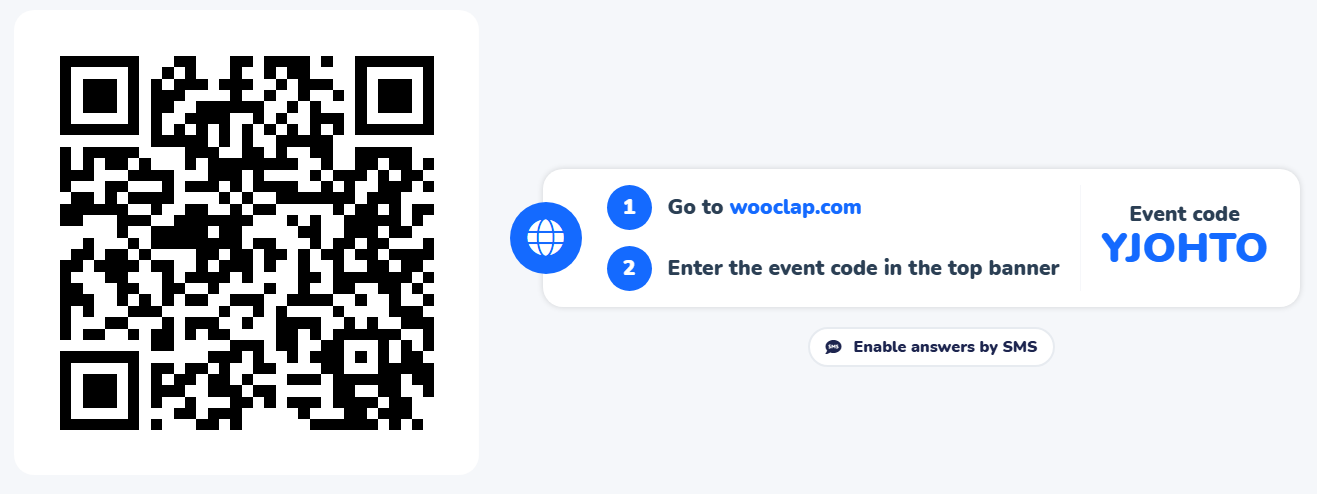 1 Go to wooclap.com
2 Enter the event code in the top banner
Event code
YJOHTO
SMS Enable answers by SMS